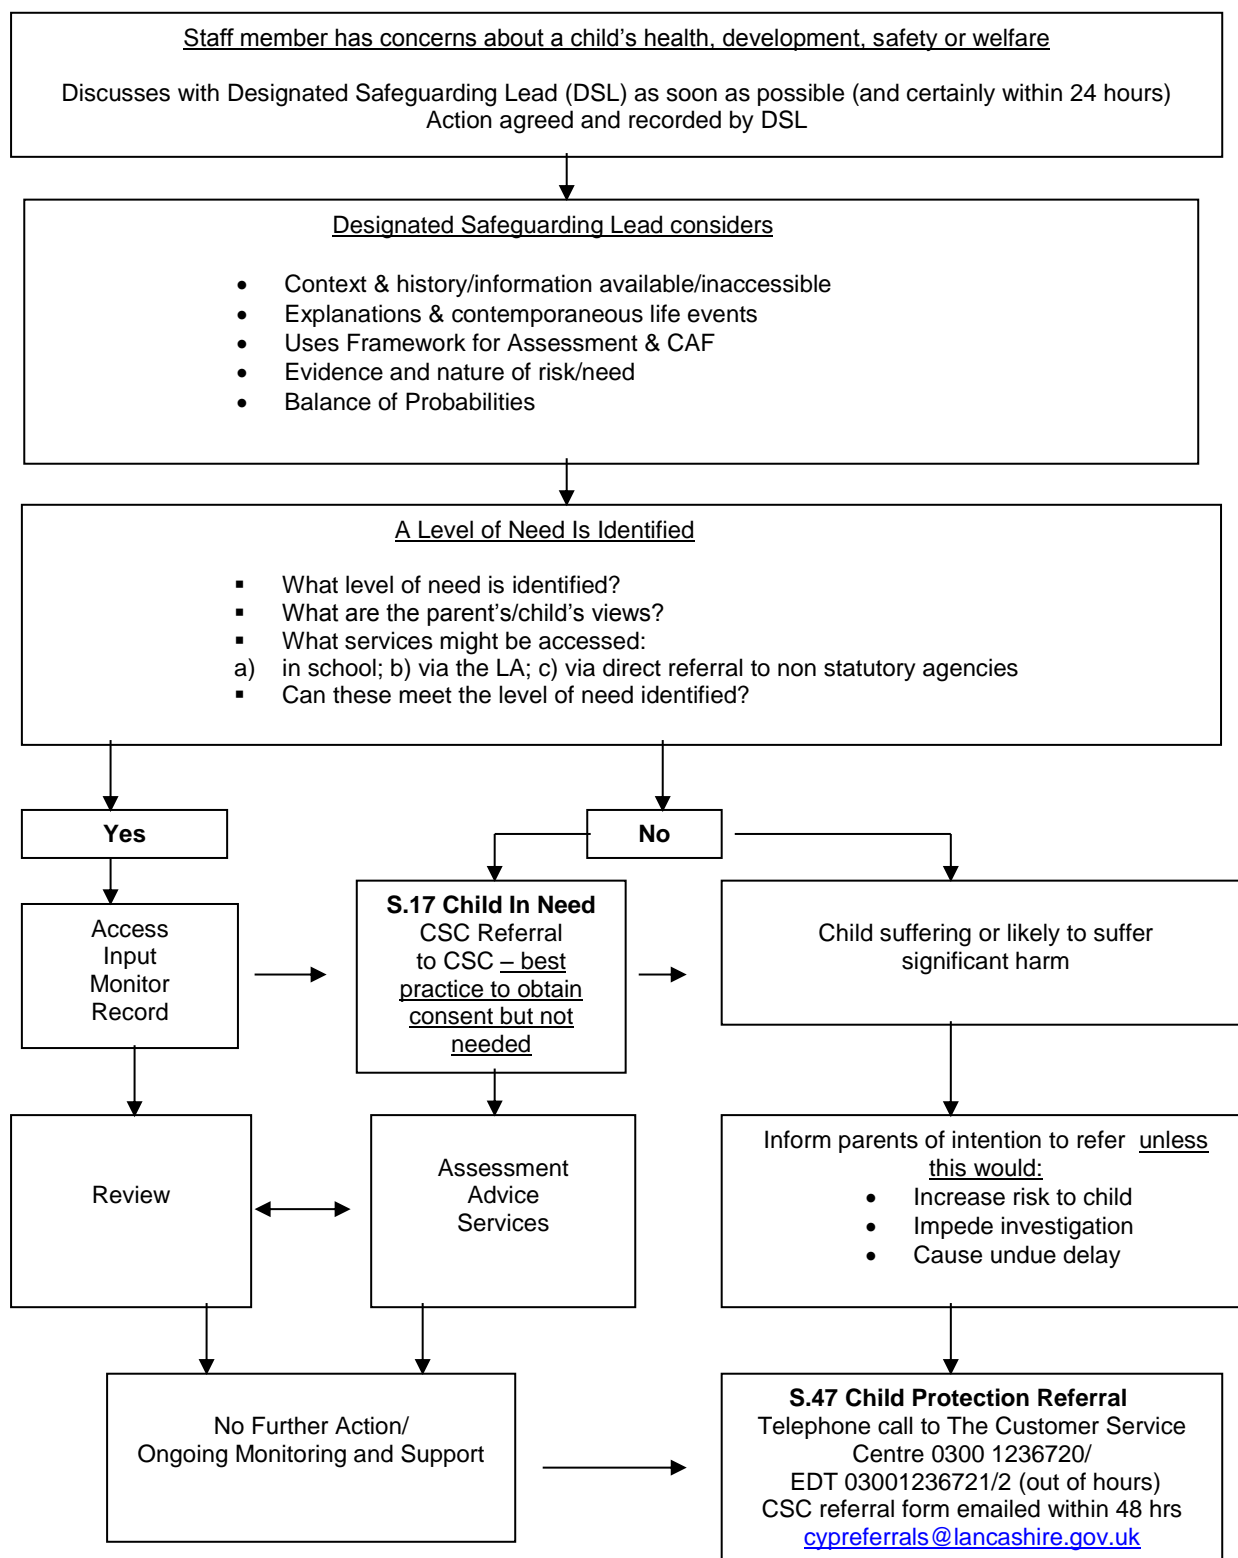 Staff member has concerns about a child's health, development, safety or welfare
Discusses with Designated Safeguarding Lead (DSL) as soon as possible (and certainly within 24 hours)
Action agreed and recorded by DSL
Designated Safeguarding Lead considers
• Context & history/information available/inaccessible
• Explanations & contemporaneous life events
• Uses Framework for Assessment & CAF
• Evidence and nature of risk/need
• Balance of Probabilities
A Level of Need Is Identified
▪ What level of need is identified?
▪ What are the parent's/child's views?
▪ What services might be accessed:
a) in school; b) via the LA; c) via direct referral to non statutory agencies
▪ Can these meet the level of need identified?
Yes
No
Access
Input
Monitor
Record
S.17 Child In Need
CSC Referral
to CSC – best
practice to obtain
consent but not
needed
Child suffering or likely to suffer
significant harm
Review
Assessment
Advice
Services
Inform parents of intention to refer unless
this would:
• Increase risk to child
• Impede investigation
• Cause undue delay
No Further Action/
Ongoing Monitoring and Support
S.47 Child Protection Referral
Telephone call to The Customer Service
Centre 0300 1236720/
EDT 03001236721/2 (out of hours)
CSC referral form emailed within 48 hrs
cypreferrals@lancashire.gov.uk